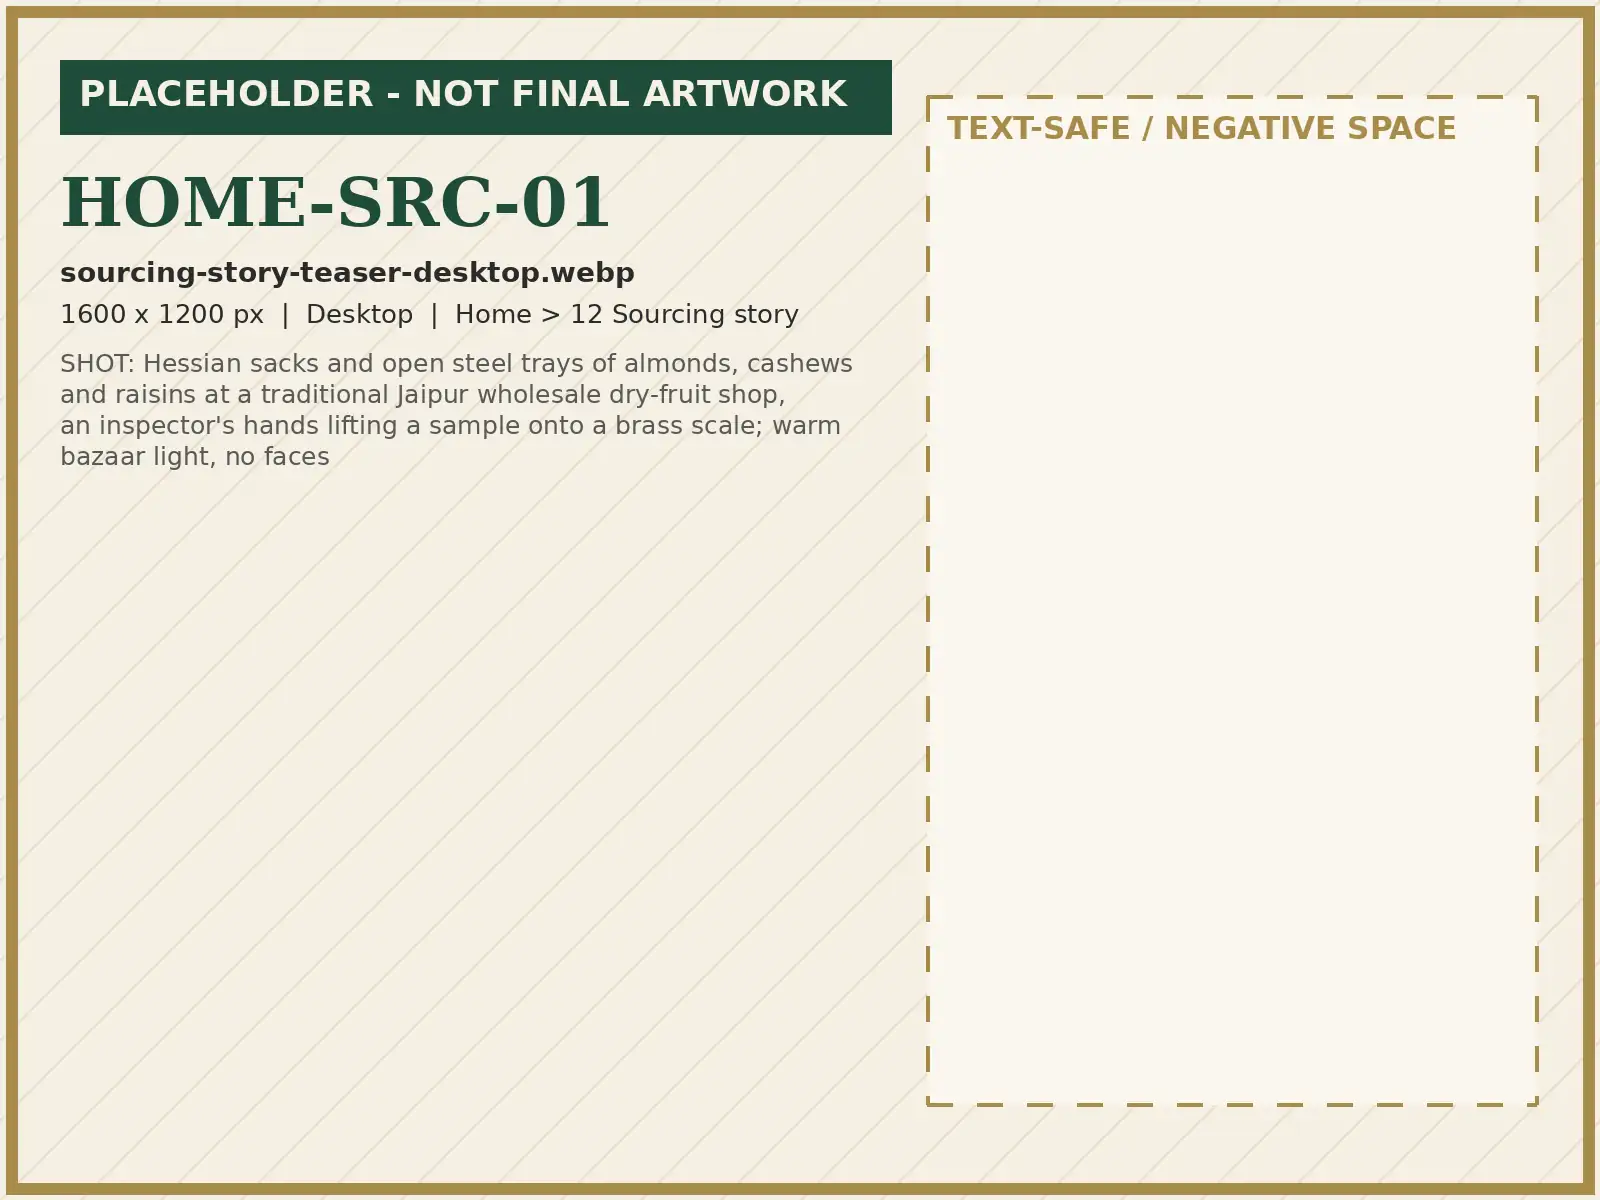 PLACEHOLDER - NOT FINAL ARTWORK
HOME-SRC-01
sourcing-story-teaser-desktop.webp
1600 x 1200 px | Desktop | Home > 12 Sourcing story
SHOT: Hessian sacks and open steel trays of almonds, cashews
and raisins at a traditional Jaipur wholesale dry-fruit shop,
an inspector's hands lifting a sample onto a brass scale; warm
bazaar light, no faces
TEXT-SAFE / NEGATIVE SPACE